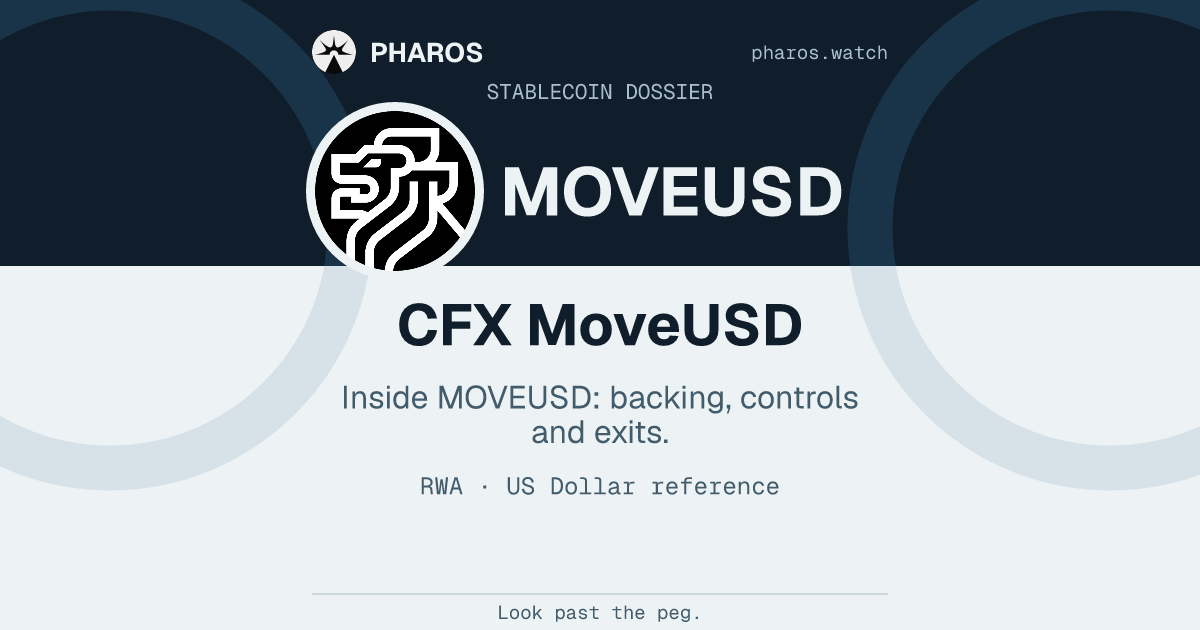 PHAROS
pharos.watch
STABLECOIN DOSSIER
MOVEUSD
CFX MoveUSD
Inside MOVEUSD: backing, controls
and exits.
RWA · US Dollar reference
Look past the peg.